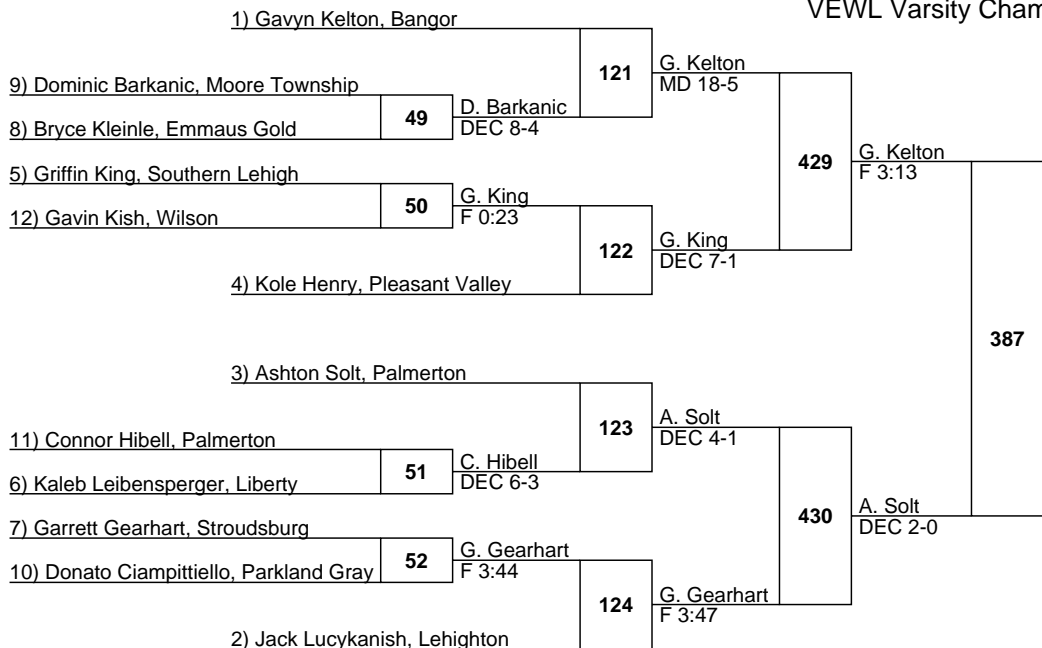 VEWL Varsity Cham
1) Gavyn Kelton, Bangor
121
G. Kelton
MD 18-5
9) Dominic Barkanic, Moore Township
49
D. Barkanic
DEC 8-4
8) Bryce Kleinle, Emmaus Gold
429
G. Kelton
F 3:13
5) Griffin King, Southern Lehigh
50
G. King
F 0:23
12) Gavin Kish, Wilson
122
G. King
DEC 7-1
4) Kole Henry, Pleasant Valley
387
3) Ashton Solt, Palmerton
123
A. Solt
DEC 4-1
11) Connor Hibell, Palmerton
51
C. Hibell
DEC 6-3
6) Kaleb Leibensperger, Liberty
430
A. Solt
DEC 2-0
7) Garrett Gearhart, Stroudsburg
52
G. Gearhart
F 3:44
10) Donato Ciampittiello, Parkland Gray
124
G. Gearhart
F 3:47
2) Jack Lucykanish, Lehighton